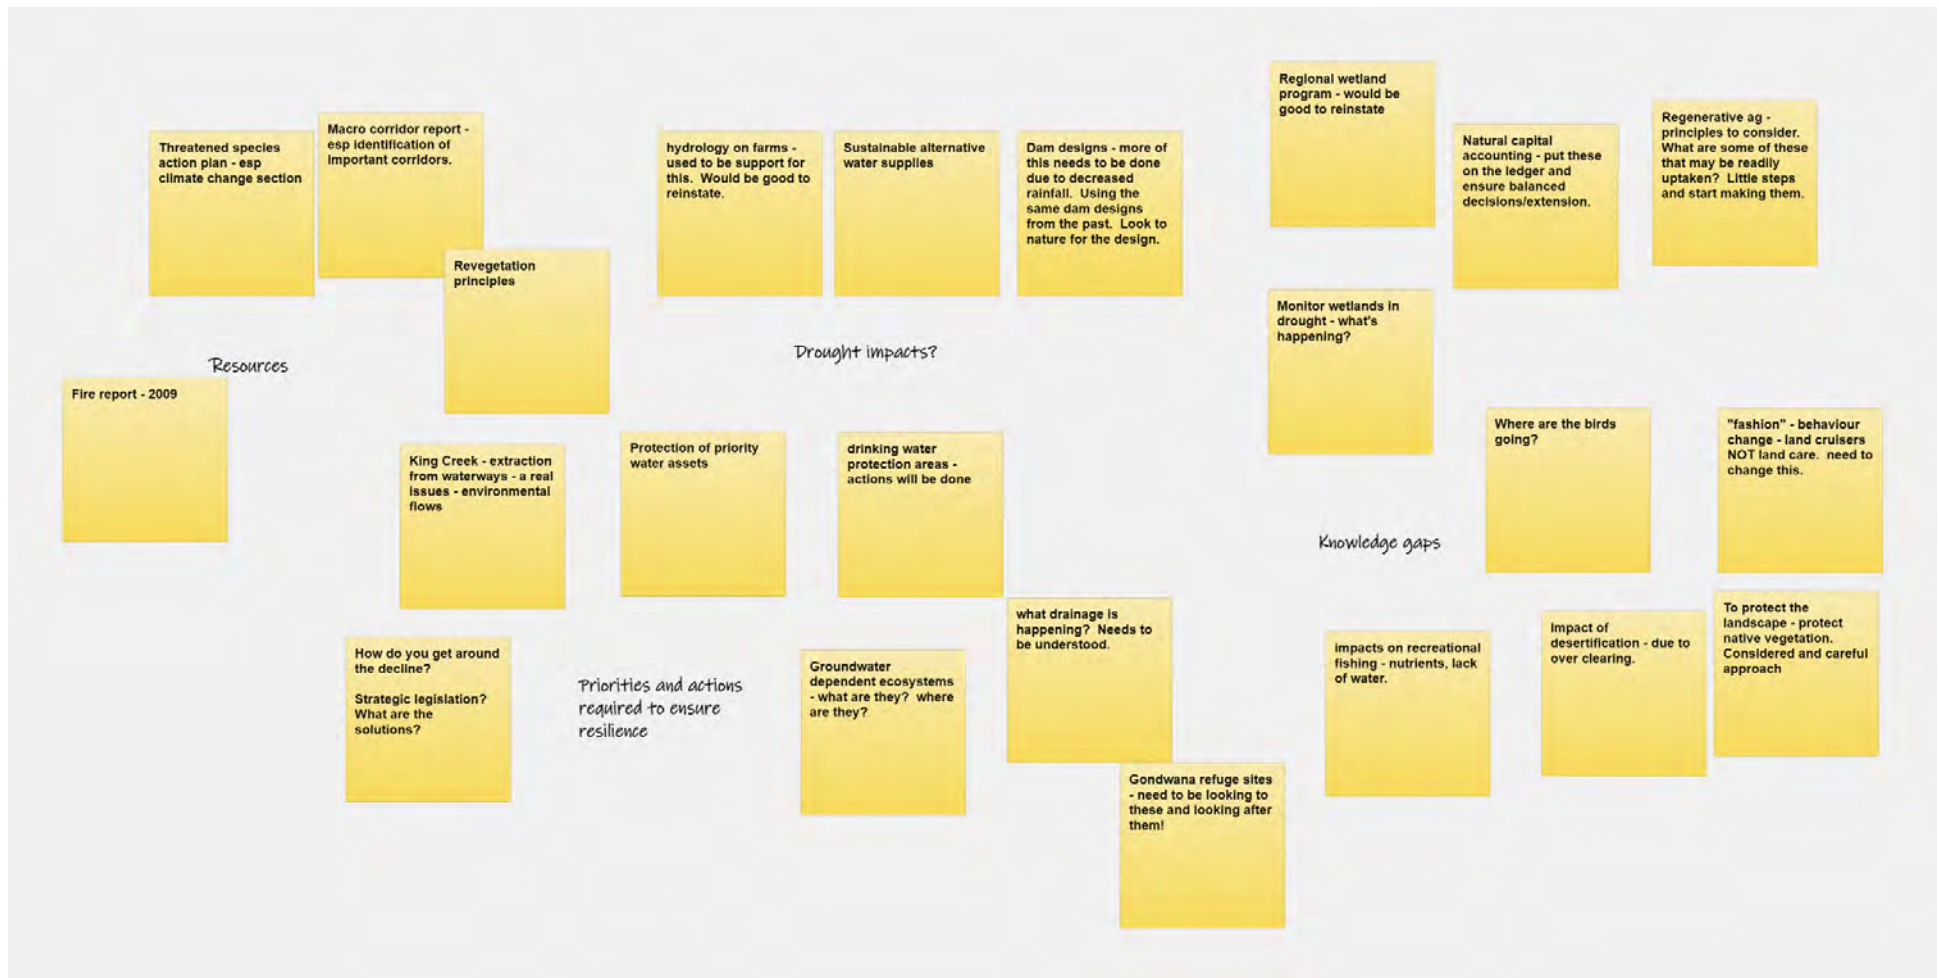 Threatened species
action plan - esp
climate change section
Macro corridor report -
esp identification of
important corridors.
Revegetation
principles
Resources
Fire report - 2009
hydrology on farms -
used to be support for
this.  Would be good to
reinstate.
Sustainable alternative
water supplies
Dam designs - more of
this needs to be done
due to decreased
rainfall.  Using the
same dam designs
from the past.  Look to
nature for the design.
Drought impacts?
Regional wetland
program - would be
good to reinstate
Natural capital
accounting - put these
on the ledger and
ensure balanced
decisions/extension.
Regenerative ag -
principles to consider.
What are some of these
that may be readily
uptaken?  Little steps
and start making them.
Monitor wetlands in
drought - what's
happening?
Where are the birds
going?
"fashion" - behaviour
change - land cruisers
NOT land care.  need to
change this.
Knowledge gaps
King Creek - extraction
from waterways - a real
issues - environmental
flows
Protection of priority
water assets
drinking water
protection areas -
actions will be done
How do you get around
the decline?
Strategic legislation?
What are the
solutions?
Priorities and actions
required to ensure
resilience
Groundwater
dependent ecosystems
- what are they?  where
are they?
what drainage is
happening?  Needs to
be understood.
Gondwana refuge sites
- need to be looking to
these and looking after
them!
impacts on recreational
fishing - nutrients, lack
of water.
Impact of
desertification - due to
over clearing.
To protect the
landscape - protect
native vegetation.
Considered and careful
approach